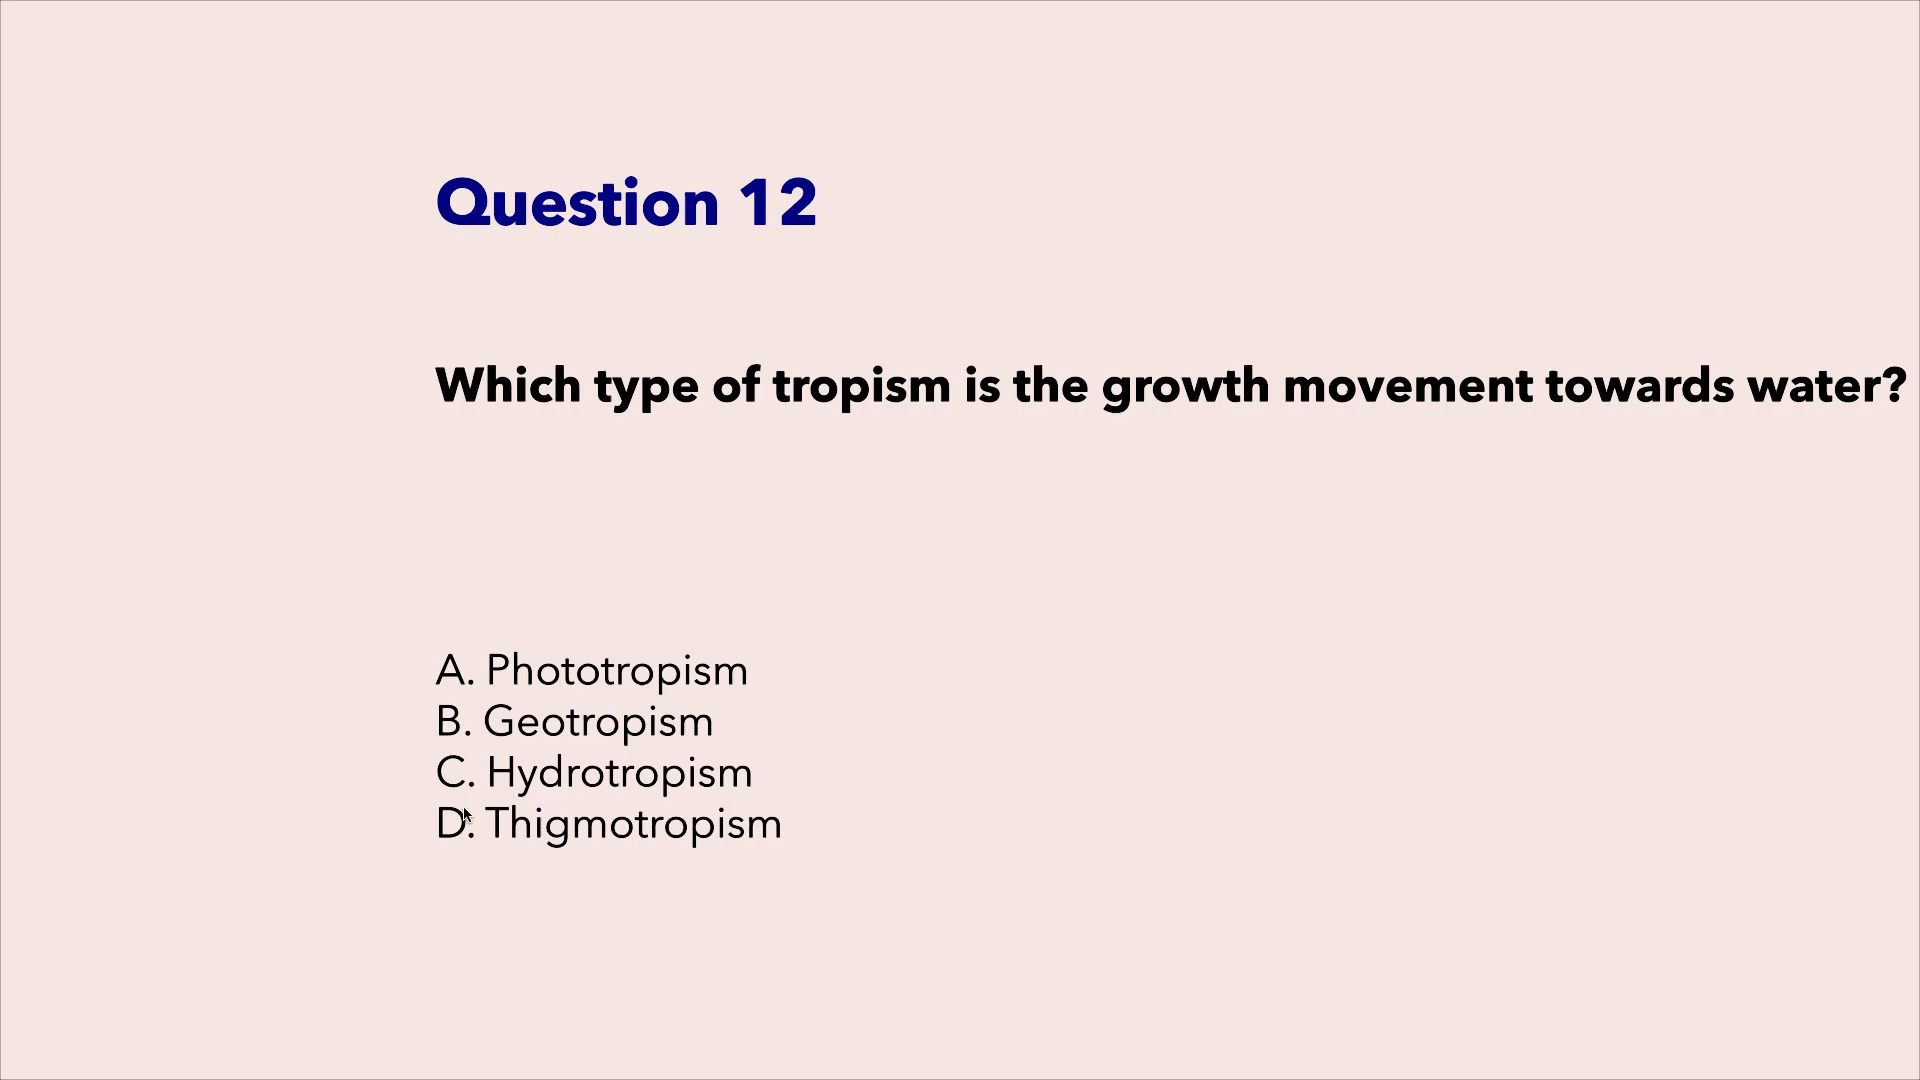 Question 12
Which type of tropism is the growth movement towards water?
A. Phototropism
B. Geotropism
C. Hydrotropism
D. Thigmotropism